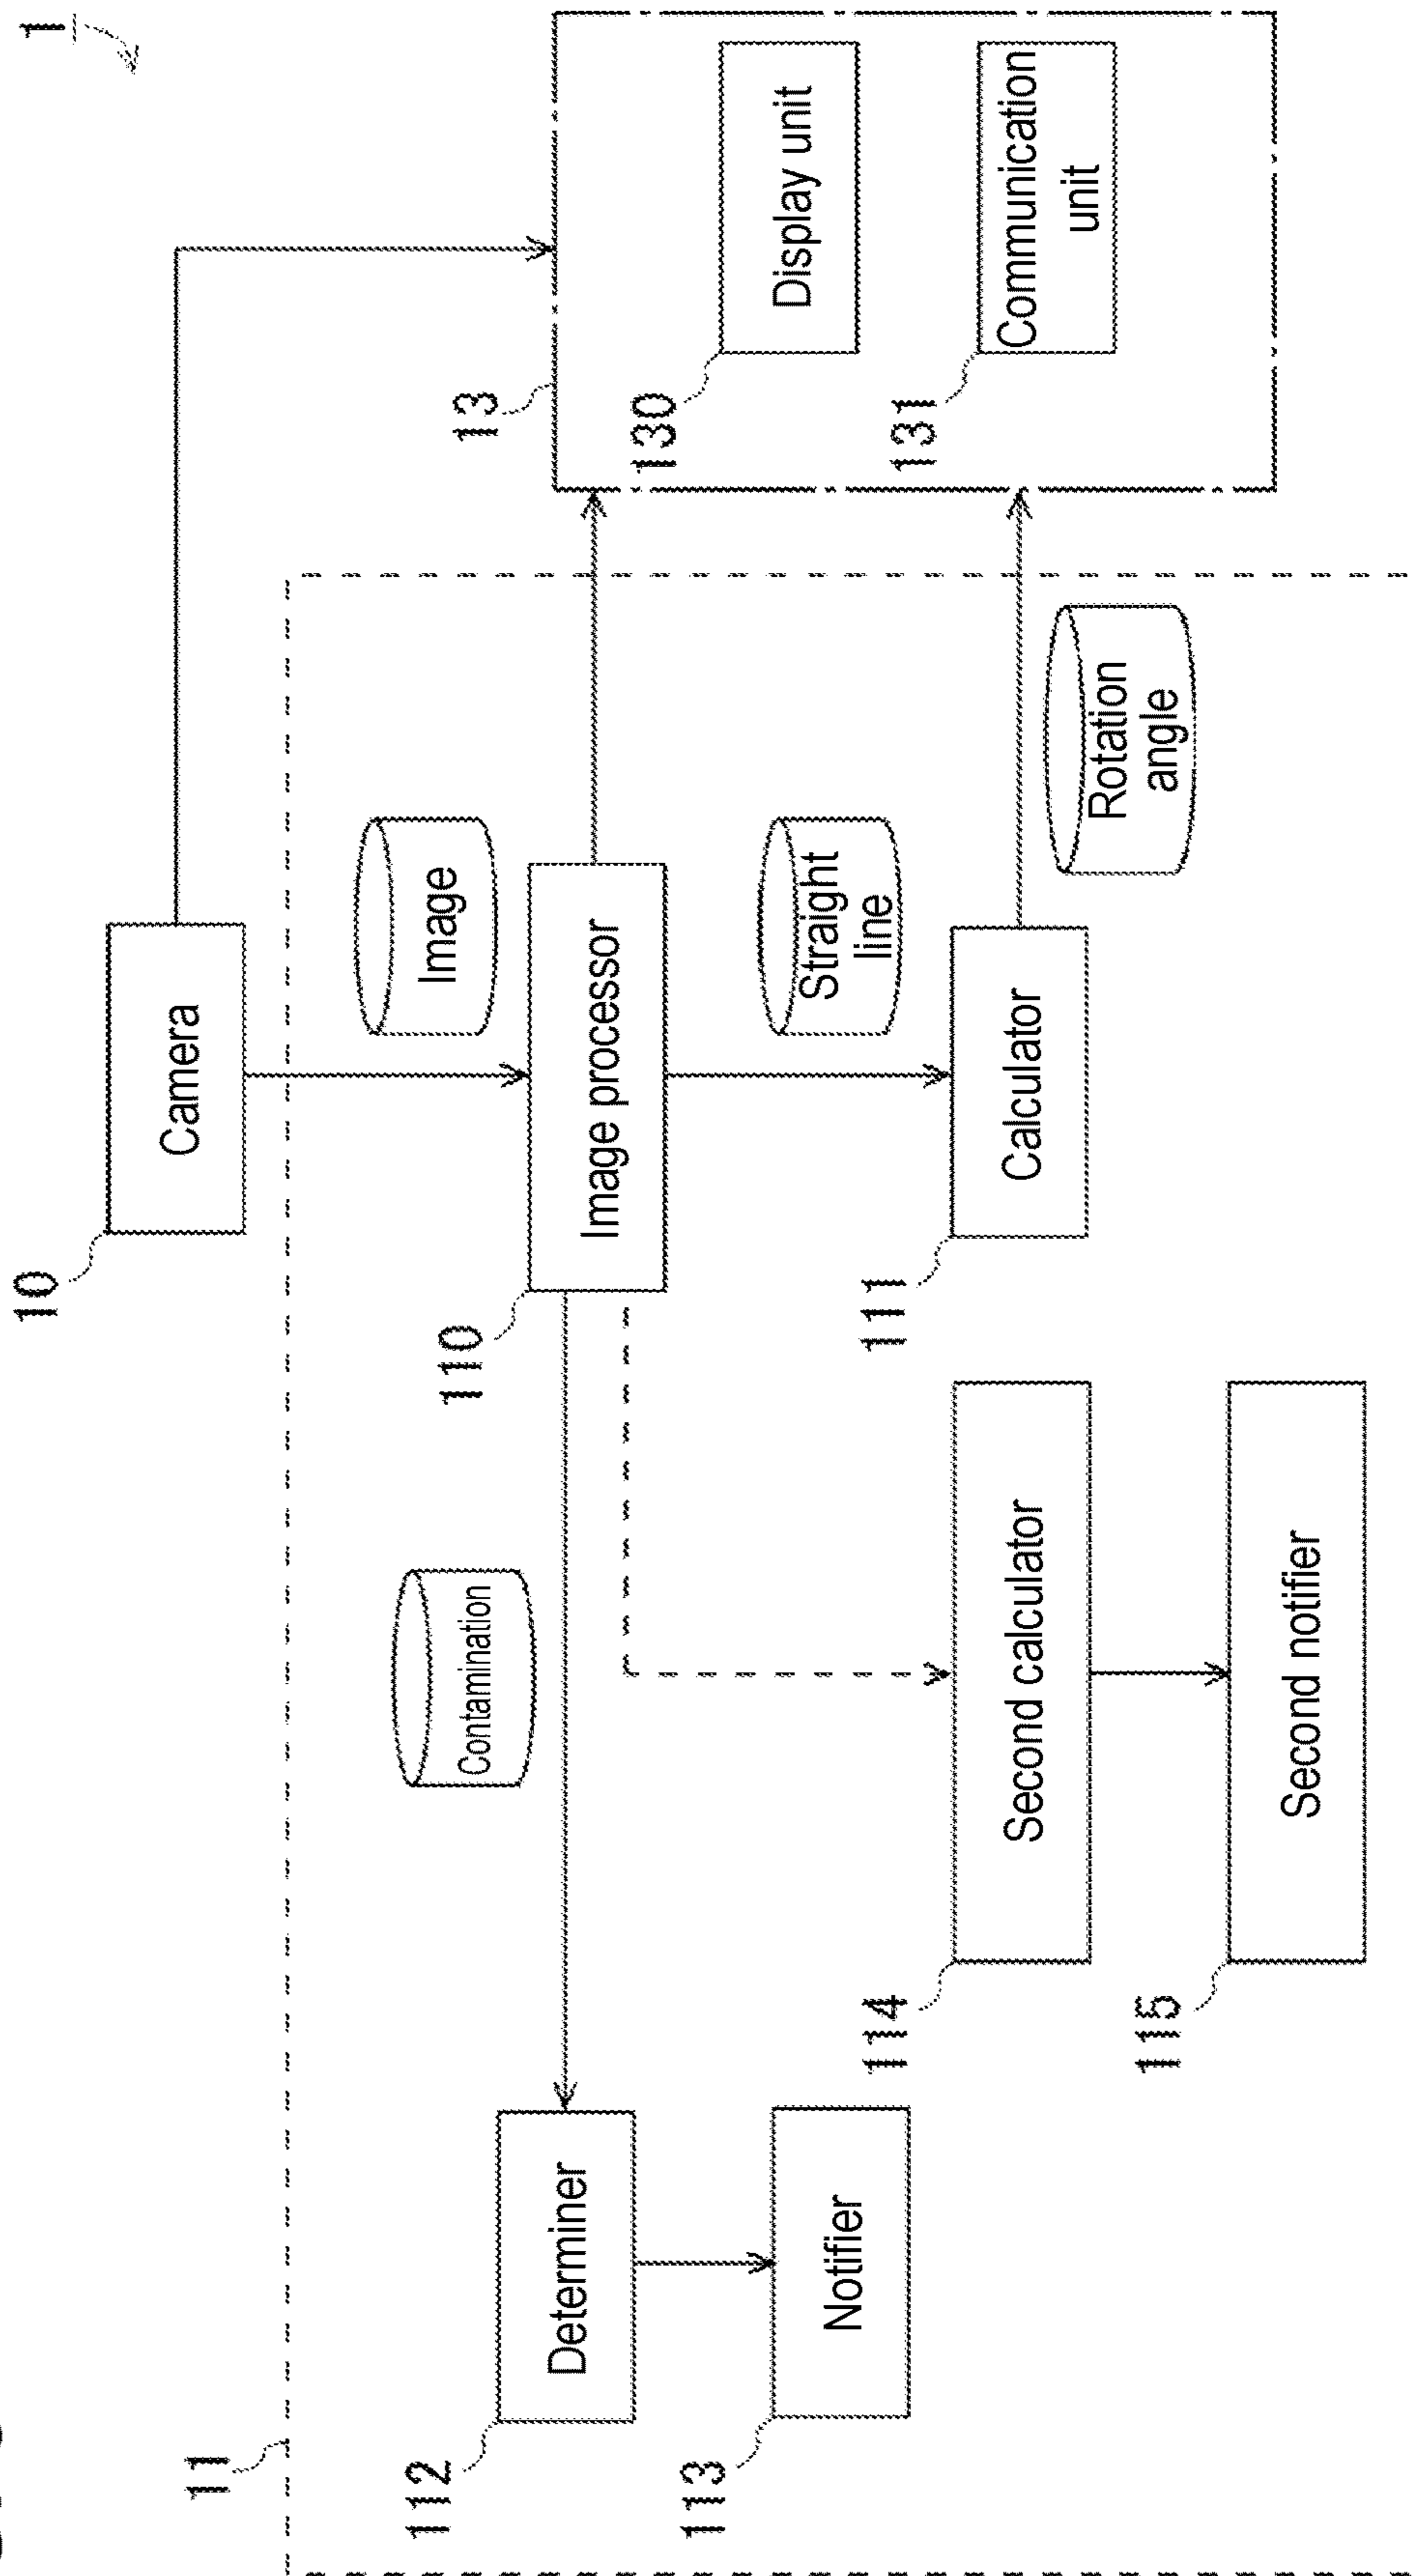 1
10
Camera
11
Image
13
Contamination
110
Image processor
130
Display unit
112
Determiner
Straight
line
131
Communication
unit
113
Notifier
114
Second calculator
111
Calculator
Rotation
angle
115
Second notifier